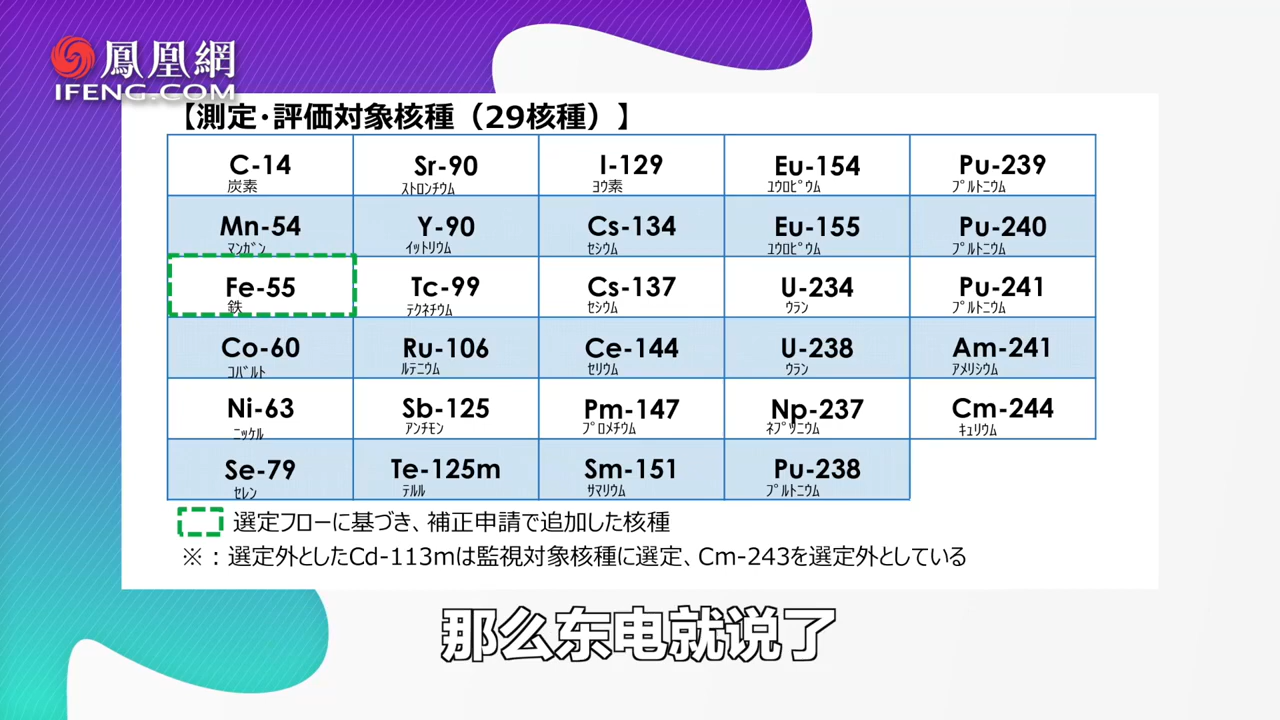 鳳凰網
IFENG.COM
【測定・評価対象核種（29核種）】
C-14 Sr-90 I-129 Eu-154 Pu-239
炭素 ｽﾄﾛﾝﾁｳﾑ ﾖｳ素 ﾕｳﾛﾋﾟｳﾑ ﾌﾟﾙﾄﾆｳﾑ
Mn-54 Y-90 Cs-134 Eu-155 Pu-240
ﾏﾝｶﾞﾝ ｲｯﾄﾘｳﾑ ｾｼｳﾑ ﾕｳﾛﾋﾟｳﾑ ﾌﾟﾙﾄﾆｳﾑ
Fe-55 Tc-99 Cs-137 U-234 Pu-241
鉄 ﾃｸﾈﾁｳﾑ ｾｼｳﾑ ｳﾗﾝ ﾌﾟﾙﾄﾆｳﾑ
Co-60 Ru-106 Ce-144 U-238 Am-241
ｺﾊﾞﾙﾄ ﾙﾃﾆｳﾑ ｾﾘｳﾑ ｳﾗﾝ ｱﾒﾘｼｳﾑ
Ni-63 Sb-125 Pm-147 Np-237 Cm-244
ﾆｯｹﾙ ｱﾝﾁﾓﾝ ﾌﾟﾛﾒﾁｳﾑ ﾈﾌﾟﾂﾆｳﾑ ｷｭﾘｳﾑ
Se-79 Te-125m Sm-151 Pu-238
ｾﾚﾝ ﾃﾙﾙ ｻﾏﾘｳﾑ ﾌﾟﾙﾄﾆｳﾑ
選定フローに基づき、補正申請で追加した核種
※：選定外としたCd-113mは監視対象核種に選定、Cm-243を選定外としている
那么东电就说了